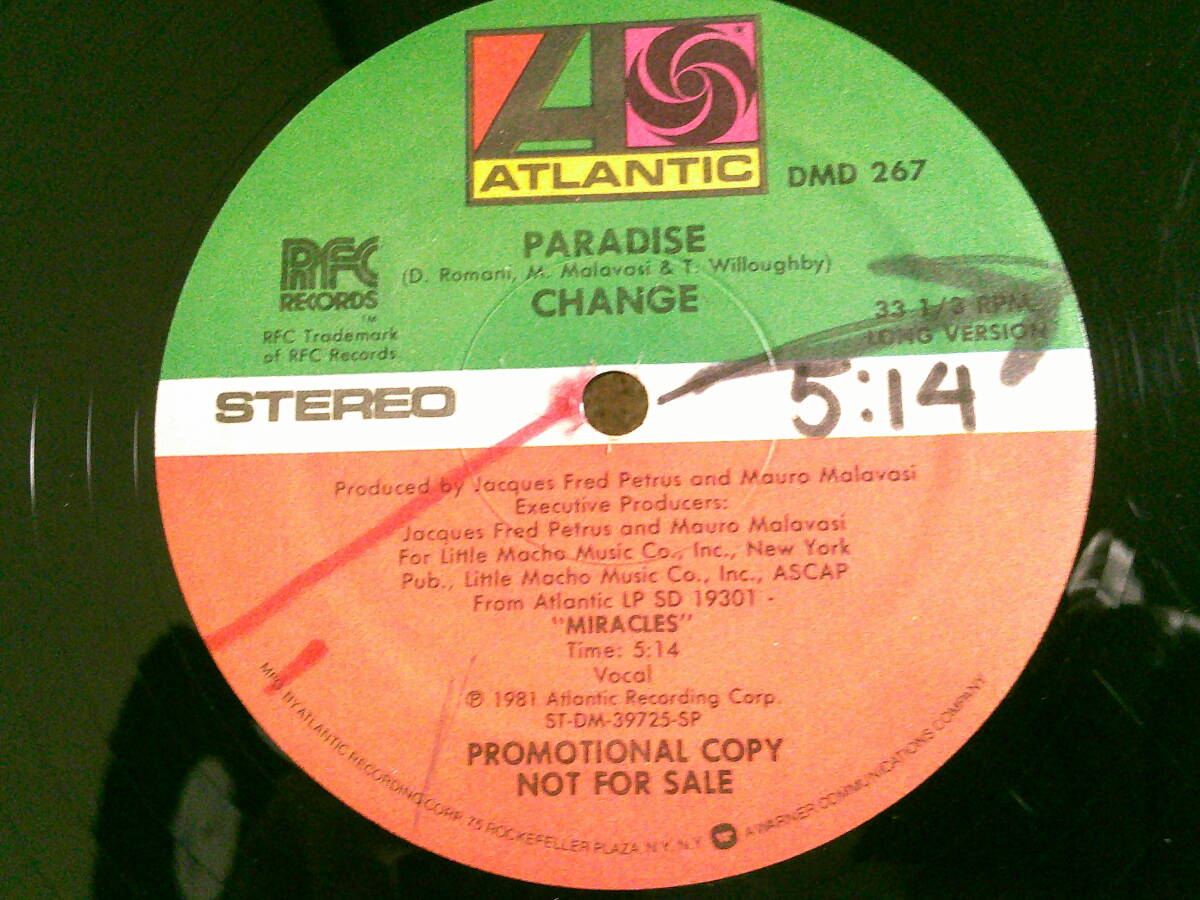 A
ATLANTIC
DMD 267
PARADISE
(D. Romani, M. Malavasi & T. Willoughby)
CHANGE
RFC
RECORDS
TM
RFC Trademark
of RFC Records
33 1/3 RPM
LONG VERSION
STEREO
5:14
Produced by Jacques Fred Petrus and Mauro Malavasi
Executive Producers:
Jacques Fred Petrus and Mauro Malavasi
For Little Macho Music Co., Inc., New York
Pub., Little Macho Music Co., Inc., ASCAP
From Atlantic LP SD 19301 -
"MIRACLES"
Time: 5:14
Vocal
℗ 1981 Atlantic Recording Corp.
ST-DM-39725-SP
PROMOTIONAL COPY
NOT FOR SALE
MFG. BY ATLANTIC RECORDING CORP. 75 ROCKEFELLER PLAZA, N.Y. N.Y. A WARNER COMMUNICATIONS COMPANY